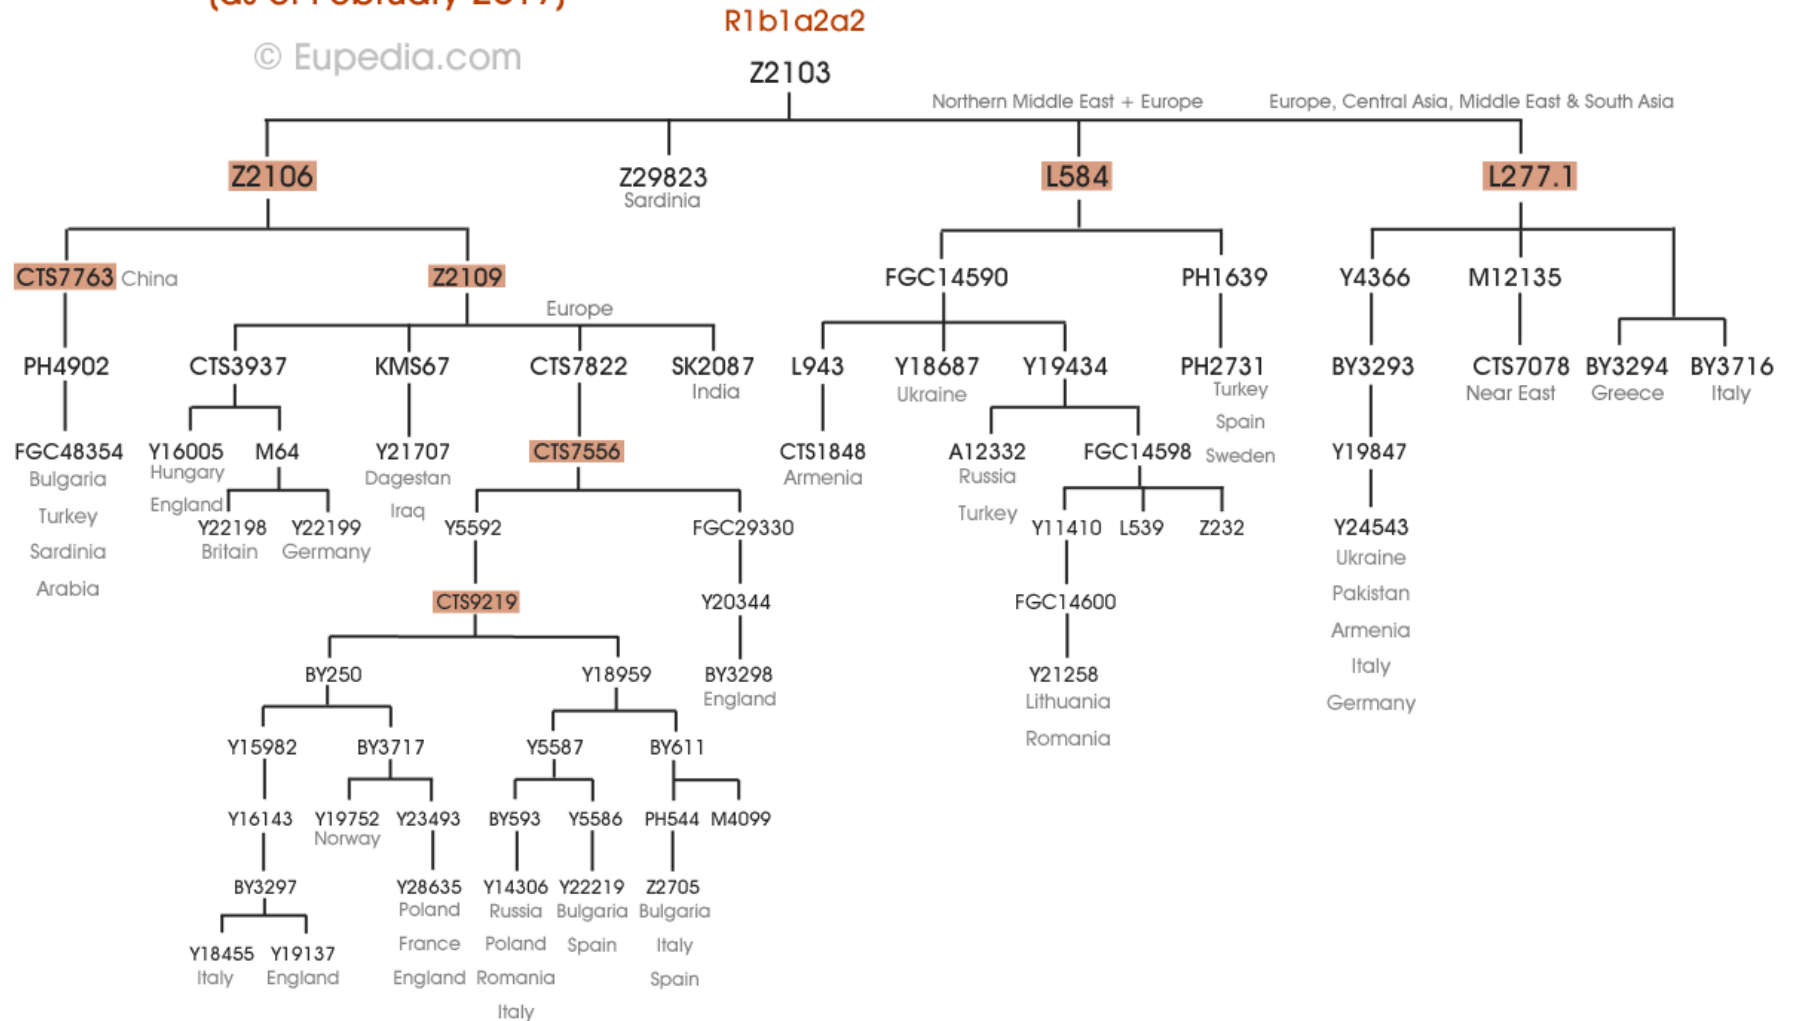 (as of February 2017)
R1b1a2a2
© Eupedia.com
Z2103
Northern Middle East + Europe
Europe, Central Asia, Middle East & South Asia
Z2106
Z29823
L584
L277.1
Sardinia
CTS7763 China
Z2109
FGC14590
PH1639
Y4366
M12135
Europe
PH4902
CTS3937
KMS67
CTS7822
SK2087
L943
Y18687
Y19434
PH2731
BY3293
CTS7078
BY3294
BY3716
India
Ukraine
Turkey
Near East
Greece
Italy
Spain
FGC48354
Y16005
M64
Y21707
CTS7556
CTS1848
A12332
FGC14598
Sweden
Y19847
Bulgaria
Hungary
Dagestan
Armenia
Russia
England
Iraq
Turkey
Turkey
Y22198
Y22199
Y5592
FGC29330
Y11410
L539
Z232
Y24543
Sardinia
Britain
Germany
Ukraine
Arabia
CTS9219
Y20344
FGC14600
Pakistan
Armenia
BY250
Y18959
BY3298
Y21258
Italy
England
Lithuania
Germany
Romania
Y15982
BY3717
Y5587
BY611
Y16143
Y19752
Y23493
BY593
Y5586
PH544
M4099
Norway
BY3297
Y28635
Y14306
Y22219
Z2705
Poland
Russia
Bulgaria
Bulgaria
France
Poland
Spain
Italy
Y18455
Y19137
Italy
England
England
Romania
Spain
Italy